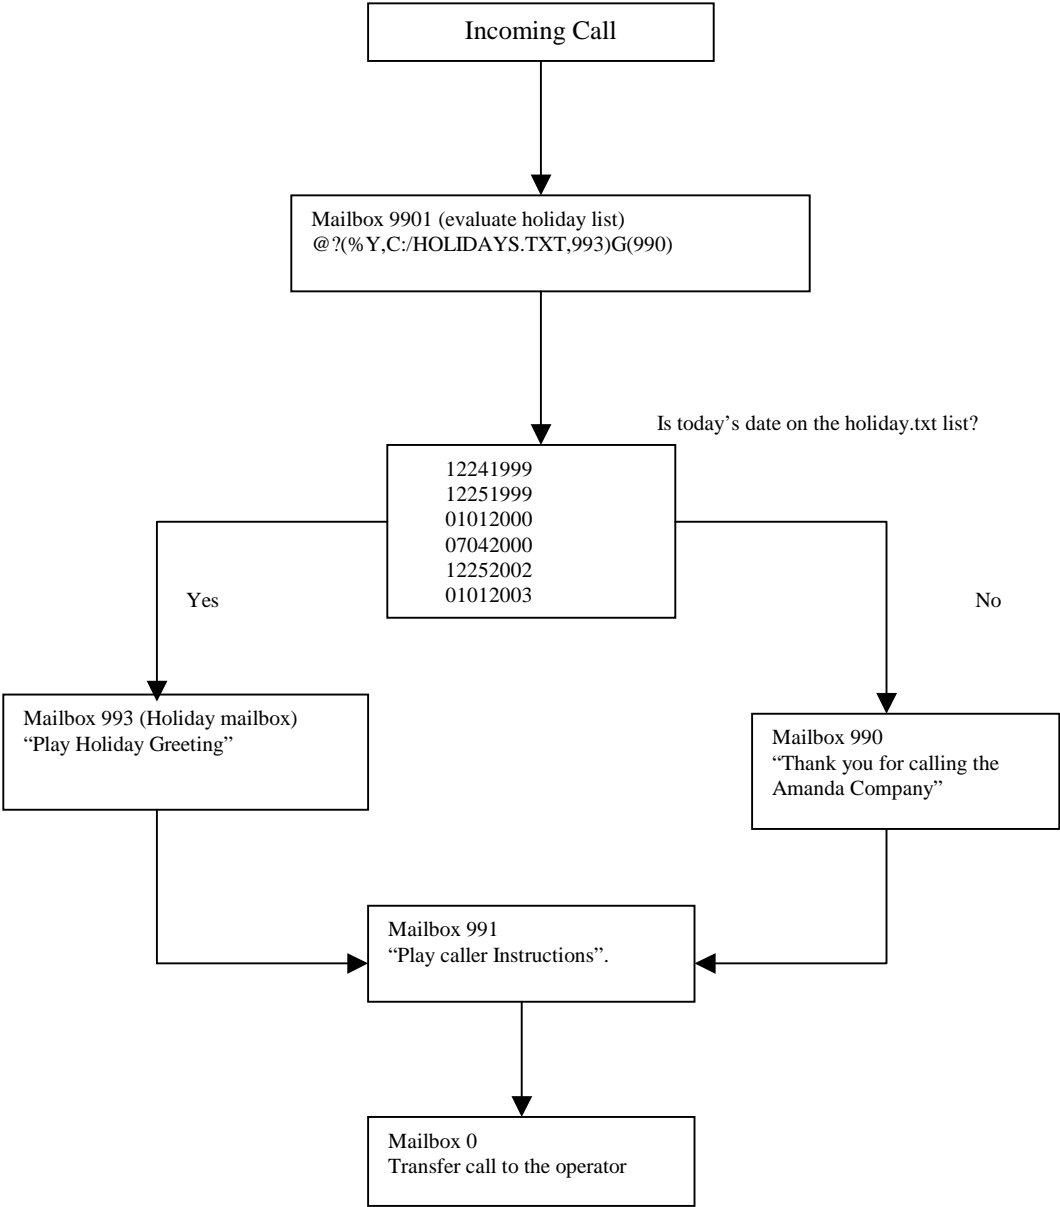 Incoming Call
Mailbox 9901 (evaluate holiday list)
@?(%Y,C:/HOLIDAYS.TXT,993)G(990)
Is today’s date on the holiday.txt list?
12241999
12251999
01012000
07042000
12252002
01012003
Yes
No
Mailbox 993 (Holiday mailbox)
“Play Holiday Greeting”
Mailbox 990
“Thank you for calling the
Amanda Company”
Mailbox 991
“Play caller Instructions”.
Mailbox 0
Transfer call to the operator